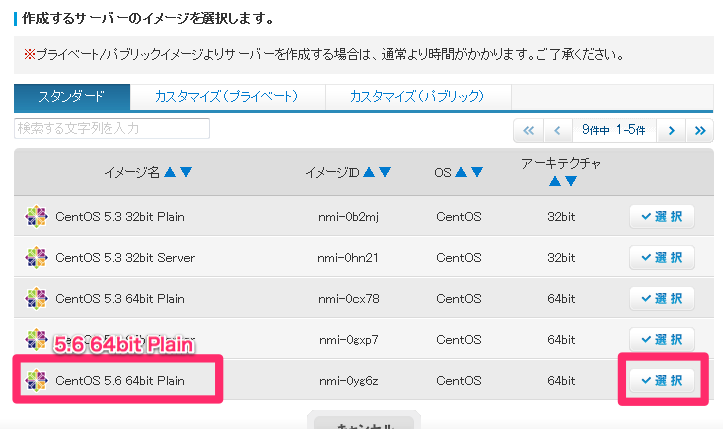 作成するサーバーのイメージを選択します。
※プライベート/パブリックイメージよりサーバーを作成する場合は、通常より時間がかかります。ご了承ください。
スタンダード カスタマイズ(プライベート) カスタマイズ(パブリック)
検索する文字列を入力 << < 9件中 1-5件 > >>
イメージ名▲▼ イメージID▲▼ OS▲▼ アーキテクチャ▲▼
CentOS 5.3 32bit Plain nmi-0b2mj CentOS 32bit ✓選択
CentOS 5.3 32bit Server nmi-0hn21 CentOS 32bit ✓選択
CentOS 5.3 64bit Plain nmi-0cx78 CentOS 64bit ✓選択
5.6 64bit Plain
nmi-0gxp7 CentOS 64bit ✓選択
CentOS 5.6 64bit Plain nmi-0yg6z CentOS 64bit ✓選択
キャンセル